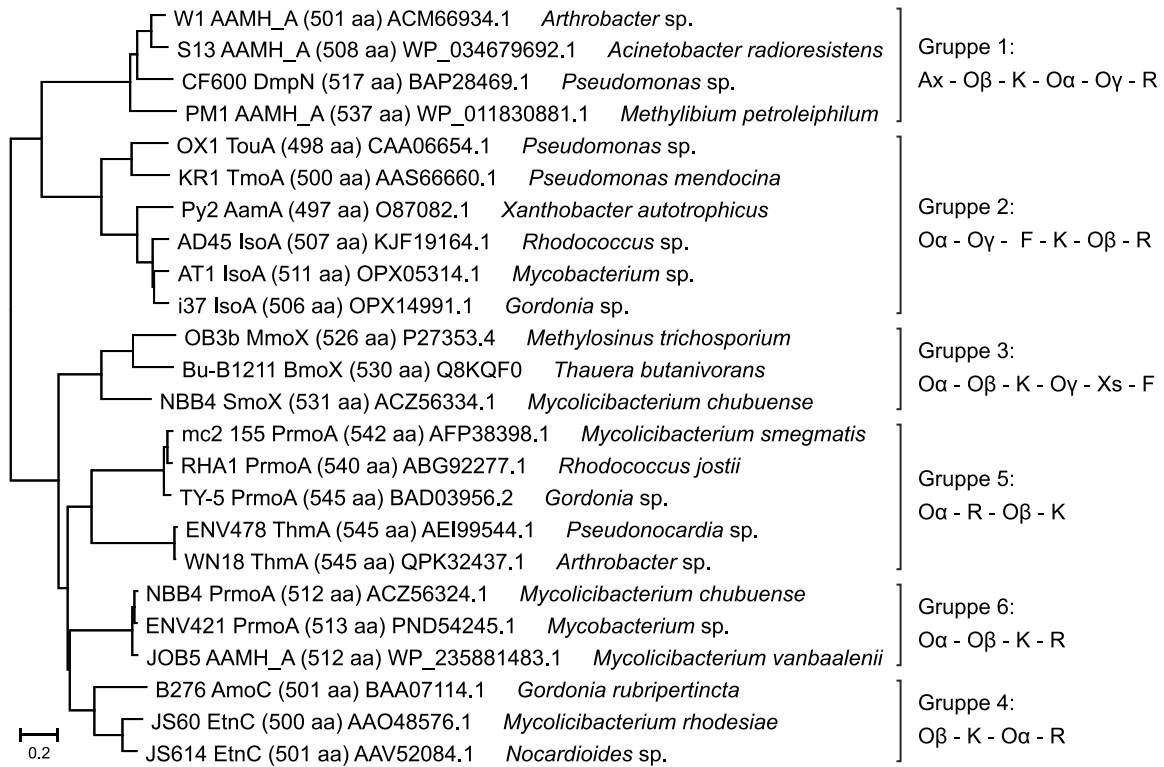 W1 AAMH_A (501 aa) ACM66934.1 Arthrobacter sp.
S13 AAMH_A (508 aa) WP_034679692.1 Acinetobacter radioresistens
CF600 DmpN (517 aa) BAP28469.1 Pseudomonas sp.
PM1 AAMH_A (537 aa) WP_011830881.1 Methylibium petroleiphilum
Gruppe 1:
Ax - Oβ - K - Oα - Oγ - R
OX1 TouA (498 aa) CAA06654.1 Pseudomonas sp.
KR1 TmoA (500 aa) AAS66660.1 Pseudomonas mendocina
Py2 AamA (497 aa) O87082.1 Xanthobacter autotrophicus
AD45 IsoA (507 aa) KJF19164.1 Rhodococcus sp.
AT1 IsoA (511 aa) OPX05314.1 Mycobacterium sp.
i37 IsoA (506 aa) OPX14991.1 Gordonia sp.
Gruppe 2:
Oα - Oγ - F - K - Oβ - R
OB3b MmoX (526 aa) P27353.4 Methylosinus trichosporium
Bu-B1211 BmoX (530 aa) Q8KQF0 Thauera butanivorans
NBB4 SmoX (531 aa) ACZ56334.1 Mycolicibacterium chubuense
Gruppe 3:
Oα - Oβ - K - Oγ - Xs - F
mc2 155 PrmoA (542 aa) AFP38398.1 Mycolicibacterium smegmatis
RHA1 PrmoA (540 aa) ABG92277.1 Rhodococcus jostii
TY-5 PrmoA (545 aa) BAD03956.2 Gordonia sp.
ENV478 ThmA (545 aa) AEI99544.1 Pseudonocardia sp.
WN18 ThmA (545 aa) QPK32437.1 Arthrobacter sp.
Gruppe 5:
Oα - R - Oβ - K
NBB4 PrmoA (512 aa) ACZ56324.1 Mycolicibacterium chubuense
ENV421 PrmoA (513 aa) PND54245.1 Mycobacterium sp.
JOB5 AAMH_A (512 aa) WP_235881483.1 Mycolicibacterium vanbaalenii
Gruppe 6:
Oα - Oβ - K - R
B276 AmoC (501 aa) BAA07114.1 Gordonia rubripertincta
JS60 EtnC (500 aa) AAO48576.1 Mycolicibacterium rhodesiae
JS614 EtnC (501 aa) AAV52084.1 Nocardioides sp.
Gruppe 4:
Oβ - K - Oα - R
0.2